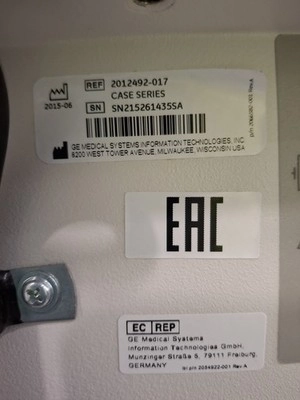 REF 2012492-017
CASE SERIES
2015-06
SN SN215261435SA
GE MEDICAL SYSTEMS INFORMATION TECHNOLOGIES, INC
8200 WEST TOWER AVENUE, MILWAUKEE, WISCONSIN USA
EAC
EC REP
GE Medical Systems
Information Technologies GmbH,
Munzinger Straße 5, 79111 Freiburg,
GERMANY